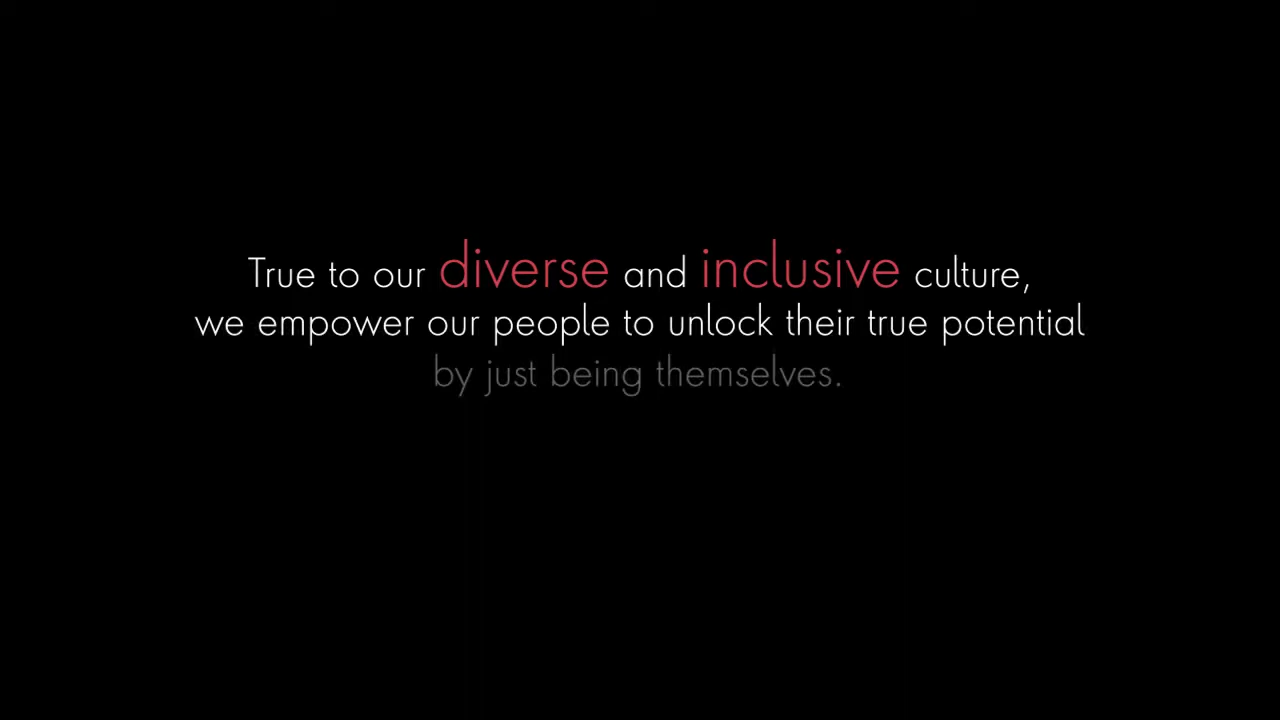 True to our diverse and inclusive culture,
we empower our people to unlock their true potential
by just being themselves.